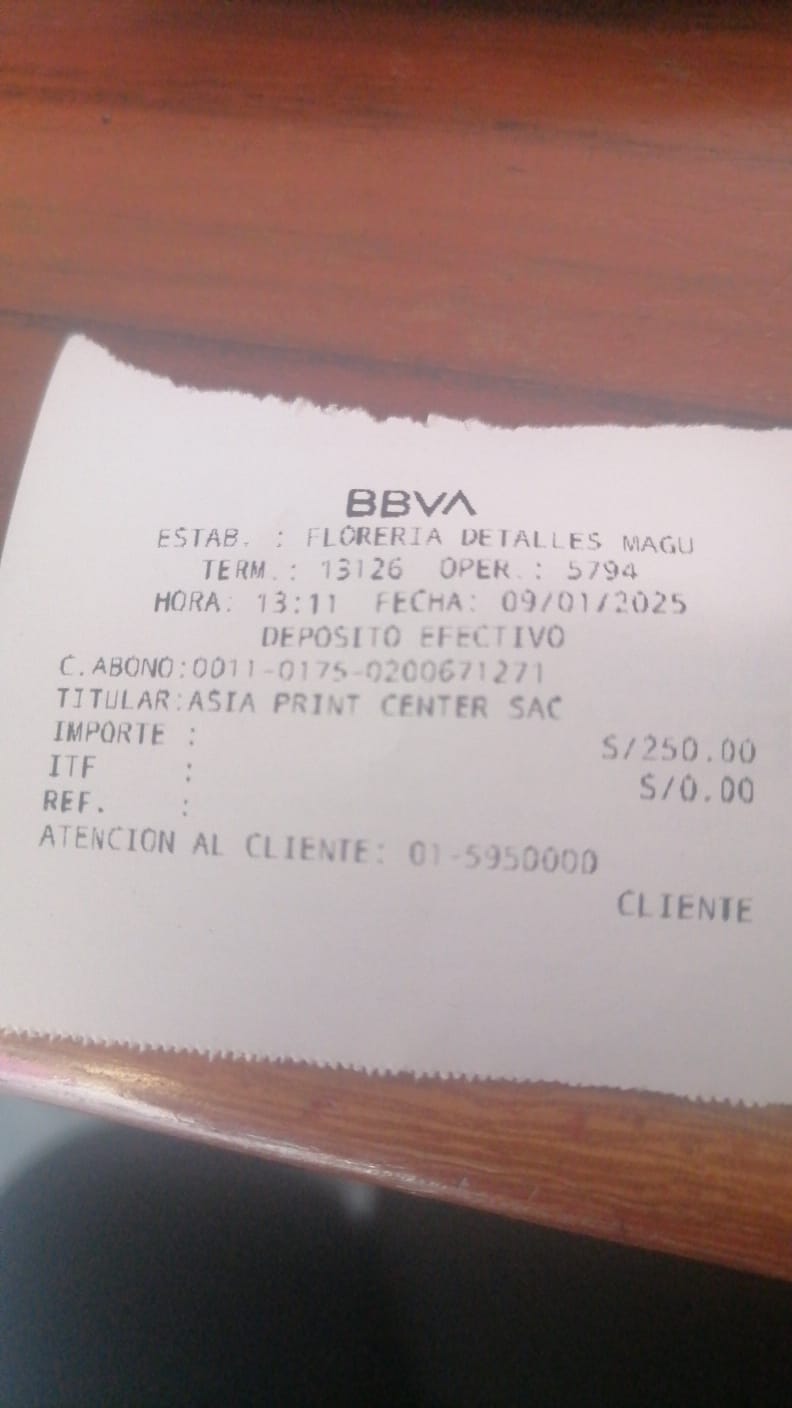 BBVA
ESTAB. : FLORERIA DETALLES MAGU
TERM.: 13126 OPER.: 5794
HORA: 13:11 FECHA: 09/01/2025
DEPOSITO EFECTIVO
C.ABONO:0011-0175-0200671271
TITULAR:ASIA PRINT CENTER SAC
IMPORTE : S/250.00
ITF : S/0.00
REF. :
ATENCION AL CLIENTE: 01-5950000
CLIENTE